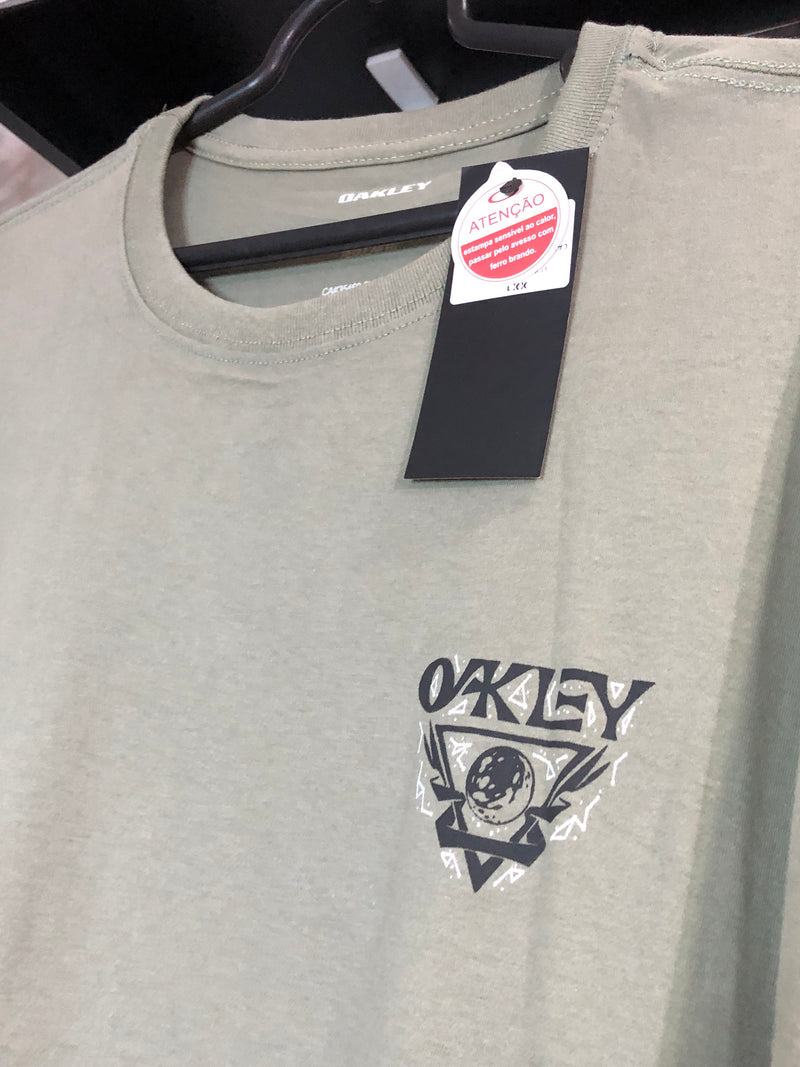 OAKLEY
ATENÇÃO
estampa sensível ao calor,
passar pelo avesso com
ferro brando.
OAKLEY